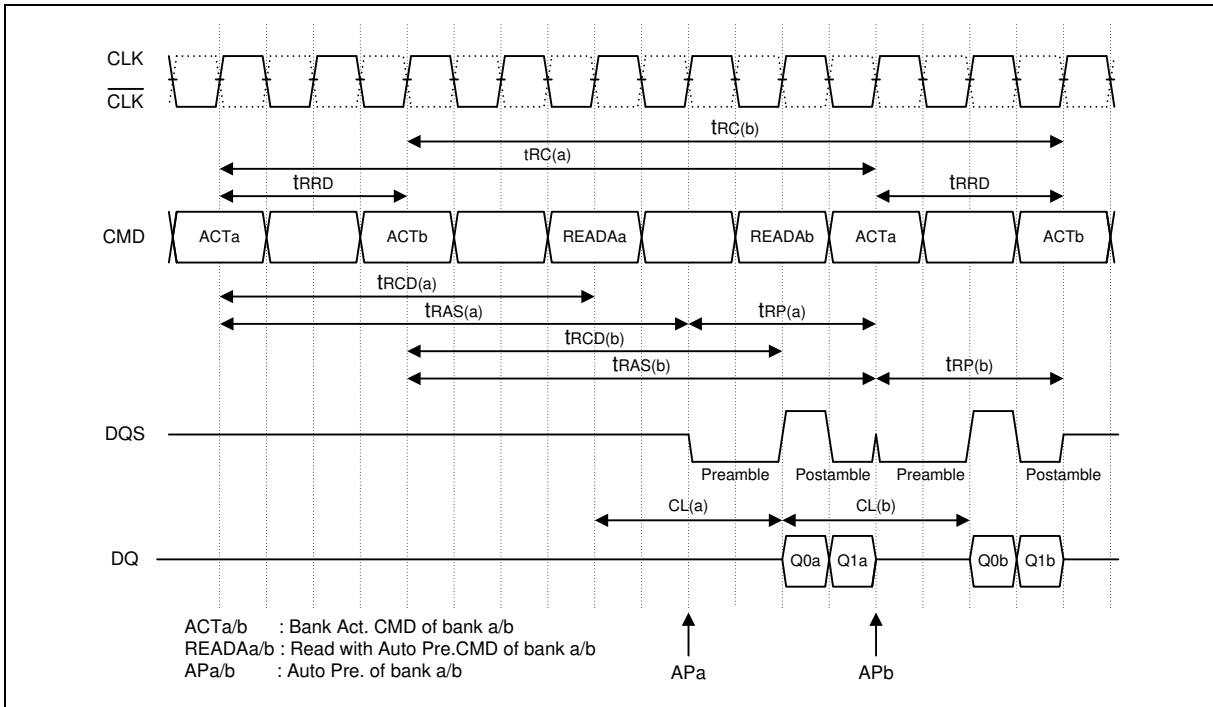 CLK
CLK
tRC(b)
tRC(a)
tRRD tRRD
CMD ACTa ACTb READAa READAb ACTa ACTb
tRCD(a)
tRAS(a) tRP(a)
tRCD(b)
tRAS(b) tRP(b)
DQS
Preamble Postamble Preamble Postamble
CL(a) CL(b)
DQ Q0a Q1a Q0b Q1b
ACTa/b : Bank Act. CMD of bank a/b
READAa/b : Read with Auto Pre.CMD of bank a/b
APa/b : Auto Pre. of bank a/b
APa APb